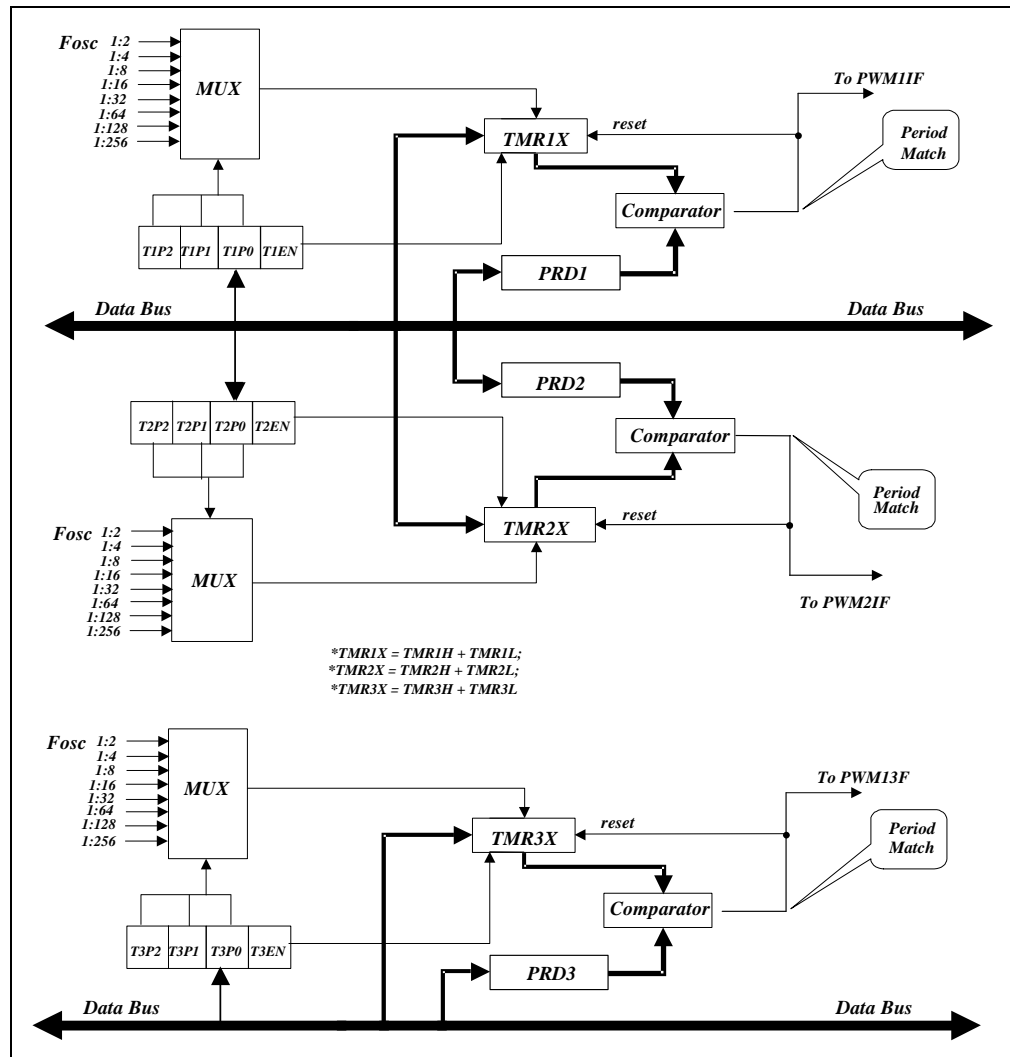 Fosc 1:2
1:4
1:8
1:16
1:32
1:64
1:128
1:256
MUX
To PWM1IF
TMR1X
reset
Period
Match
Comparator
T1P2 T1P1 T1P0 T1EN
PRD1
Data Bus
Data Bus
PRD2
T2P2 T2P1 T2P0 T2EN
Comparator
Period
Match
Fosc 1:2
1:4
1:8
1:16
1:32
1:64
1:128
1:256
MUX
TMR2X
reset
To PWM2IF
*TMR1X = TMR1H + TMR1L;
*TMR2X = TMR2H + TMR2L;
*TMR3X = TMR3H + TMR3L
Fosc 1:2
1:4
1:8
1:16
1:32
1:64
1:128
1:256
MUX
To PWM13F
TMR3X
reset
Period
Match
Comparator
T3P2 T3P1 T3P0 T3EN
PRD3
Data Bus
Data Bus